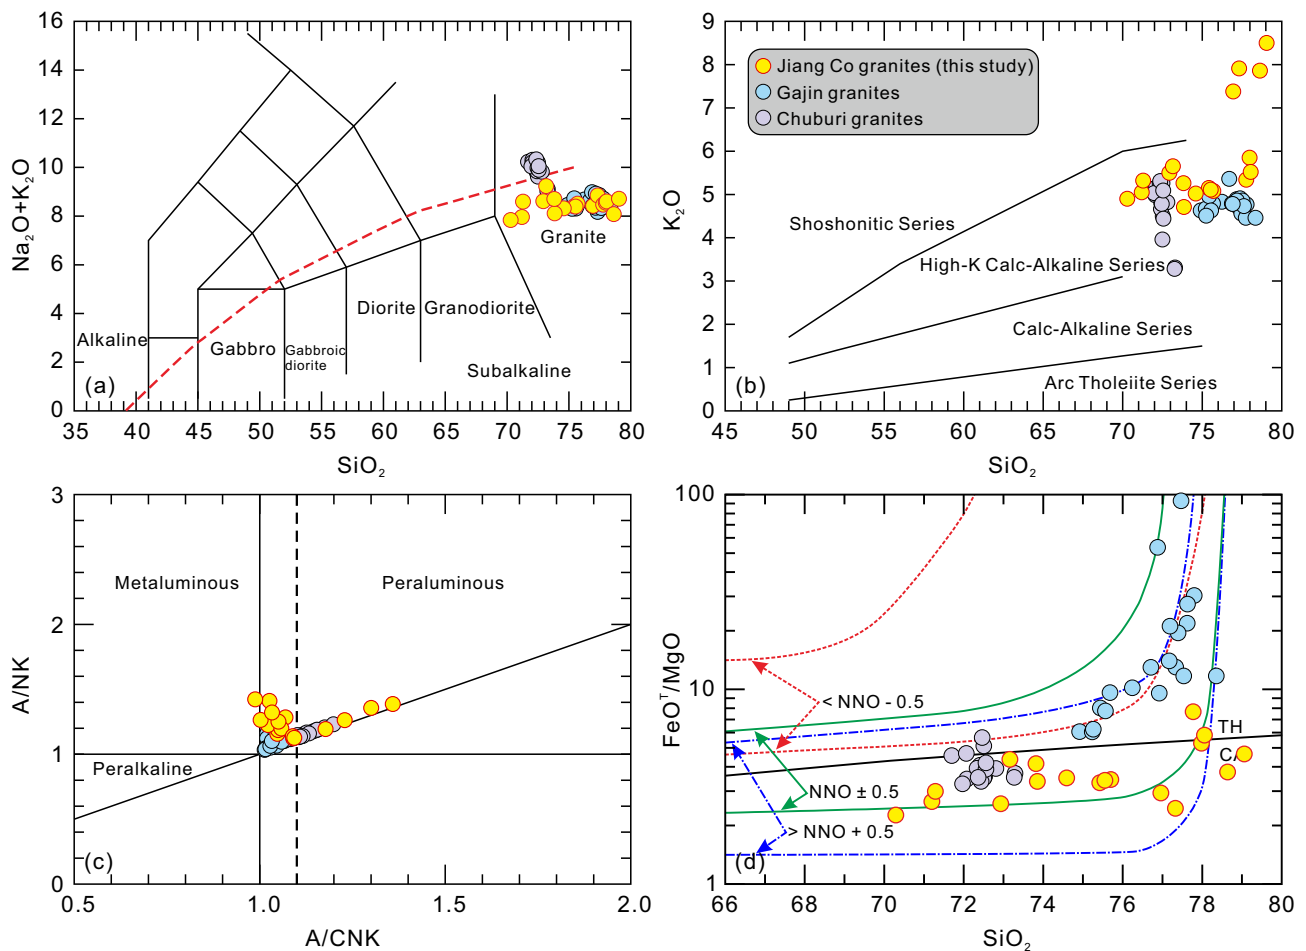 16
14
12
10
8
6
4
2
0
Na₂O+K₂O
Alkaline
Gabbro
Gabbroic
diorite
Diorite
Granodiorite
Granite
Subalkaline
(a)
35 40 45 50 55 60 65 70 75 80
SiO₂
9
8
7
6
5
4
3
2
1
0
K₂O
Jiang Co granites (this study)
Gajin granites
Chuburi granites
Shoshonitic Series
High-K Calc-Alkaline Series
Calc-Alkaline Series
Arc Tholeiite Series
(b)
45 50 55 60 65 70 75 80
SiO₂
3
2
1
0
A/NK
Metaluminous
Peraluminous
Peralkaline
(c)
0.5 1.0 1.5 2.0
A/CNK
100
10
1
FeOᵀ/MgO
< NNO - 0.5
TH
CA
NNO ± 0.5
> NNO + 0.5
(d)
66 68 70 72 74 76 78 80
SiO₂